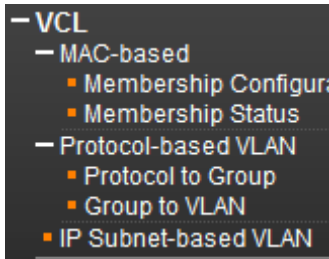 VCL
MAC-based
Membership Configura
Membership Status
Protocol-based VLAN
Protocol to Group
Group to VLAN
IP Subnet-based VLAN